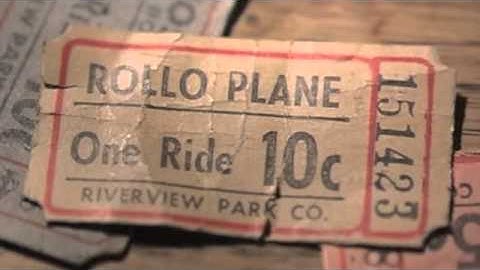 ROLLO PLANE
One Ride 10c
RIVERVIEW PARK CO.
151423